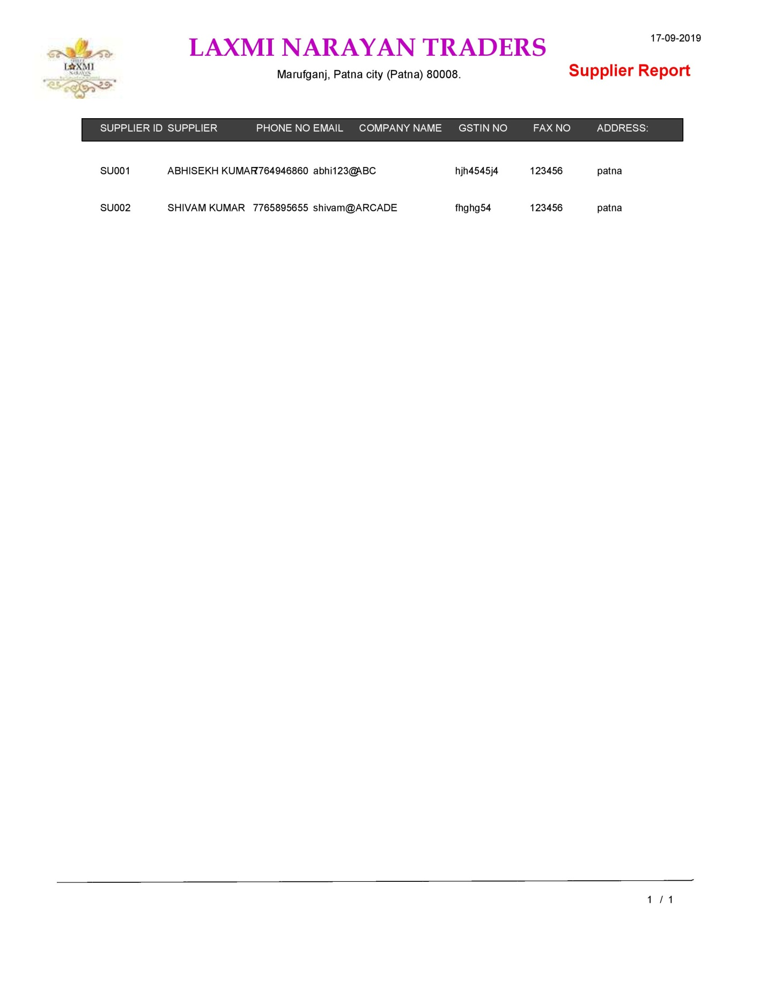 17-09-2019
LAXMI NARAYAN TRADERS
Marufganj, Patna city (Patna) 80008.
Supplier Report
LAXMI
NARAYAN
SUPPLIER ID SUPPLIER PHONE NO EMAIL COMPANY NAME GSTIN NO FAX NO ADDRESS:
SU001 ABHISEKH KUMAR 7764946860 abhi123@ ABC hjh4545j4 123456 patna
SU002 SHIVAM KUMAR 7765895655 shivam@ ARCADE fhghg54 123456 patna
1 / 1